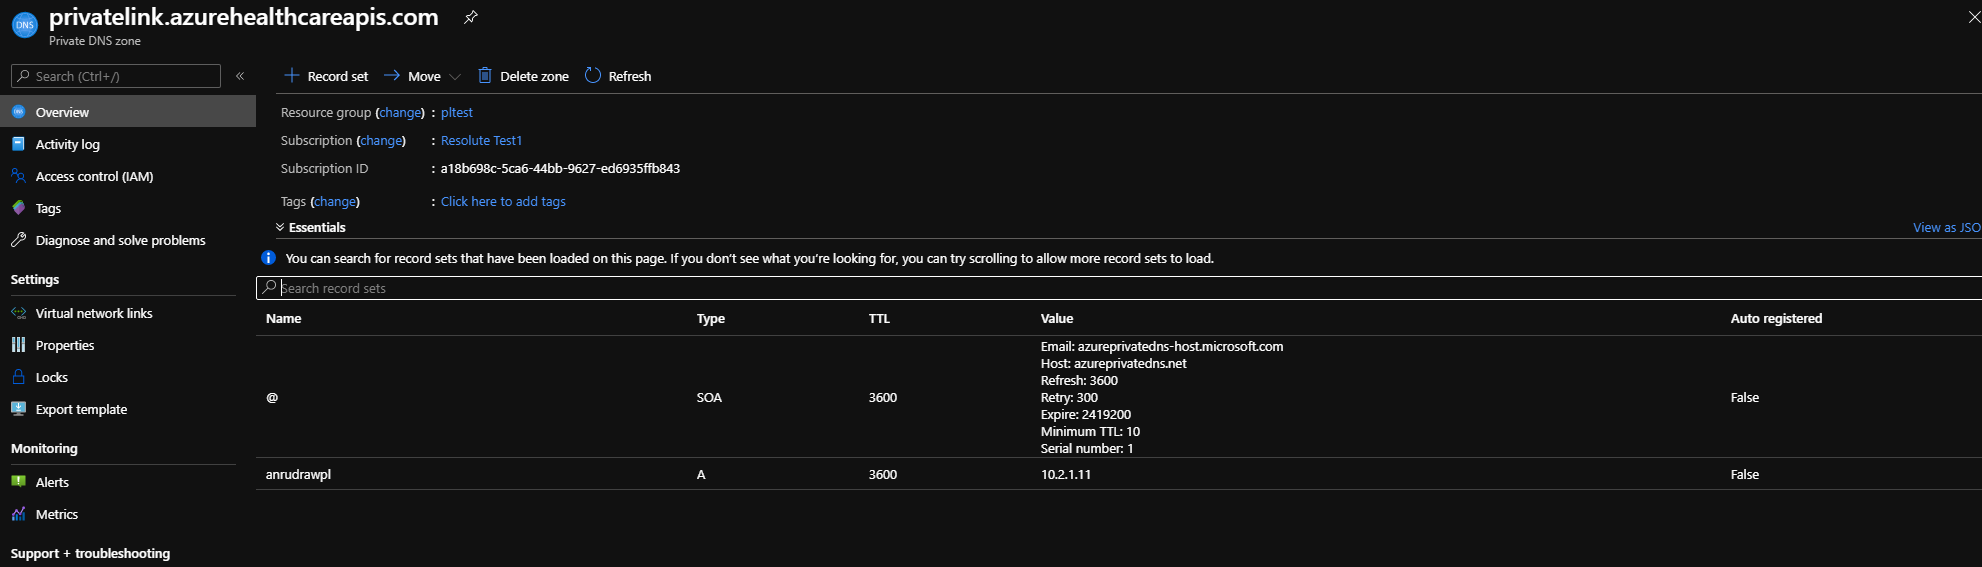 privatelink.azurehealthcareapis.com
Private DNS zone
Search (Ctrl+/)
Overview
Activity log
Access control (IAM)
Tags
Diagnose and solve problems
Settings
Virtual network links
Properties
Locks
Export template
Monitoring
Alerts
Metrics
Support + troubleshooting
Record set Move Delete zone Refresh
Resource group (change) : pltest
Subscription (change) : Resolute Test1
Subscription ID : a18b698c-5ca6-44bb-9627-ed6935ffb843
Tags (change) : Click here to add tags
Essentials
View as JSO
You can search for record sets that have been loaded on this page. If you don't see what you're looking for, you can try scrolling to allow more record sets to load.
Search record sets
Name Type TTL Value Auto registered
Email: azureprivatedns-host.microsoft.com
Host: azureprivatedns.net
Refresh: 3600
@ SOA 3600 Retry: 300 False
Expire: 2419200
Minimum TTL: 10
Serial number: 1
anrudrawpl A 3600 10.2.1.11 False